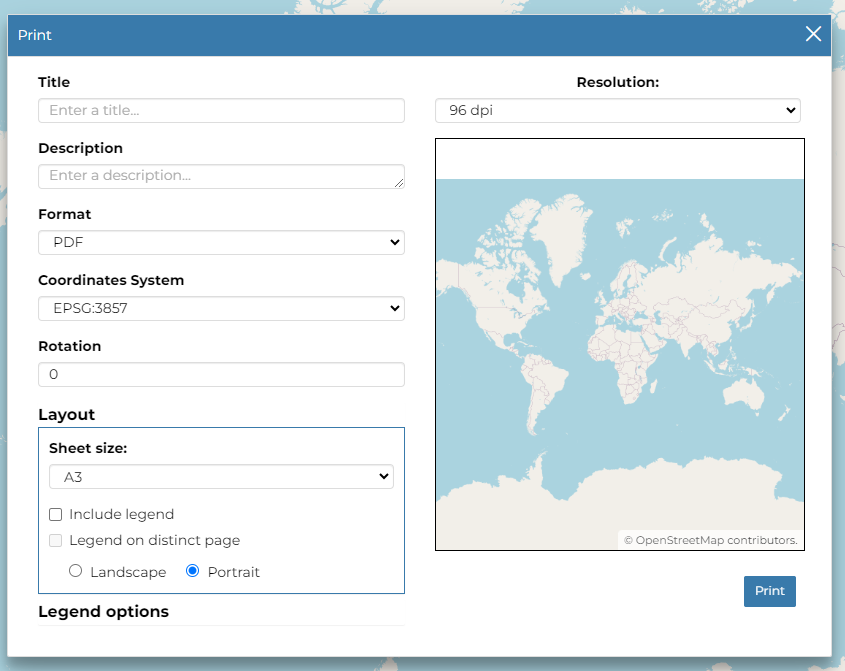 Print
Title
Enter a title...
Description
Enter a description...
Format
PDF
Coordinates System
EPSG:3857
Rotation
0
Layout
Sheet size:
A3
Include legend
Legend on distinct page
Landscape Portrait
Legend options
Resolution:
96 dpi
© OpenStreetMap contributors.
Print